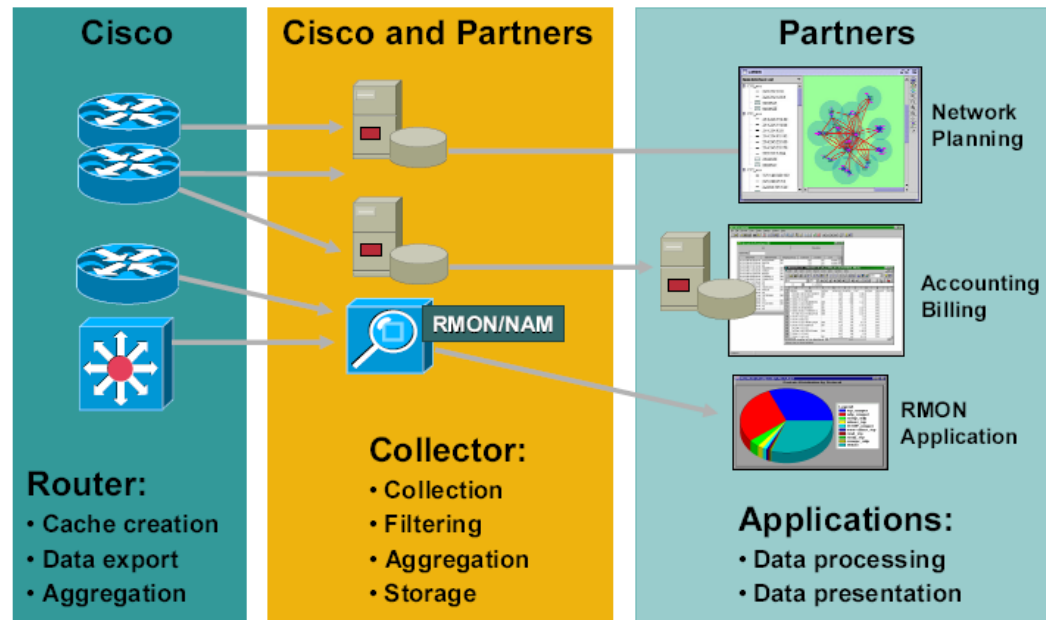 Cisco
Cisco and Partners
Partners
Network
Planning
Accounting
Billing
RMON/NAM
RMON
Application
Router:
• Cache creation
• Data export
• Aggregation
Collector:
• Collection
• Filtering
• Aggregation
• Storage
Applications:
• Data processing
• Data presentation